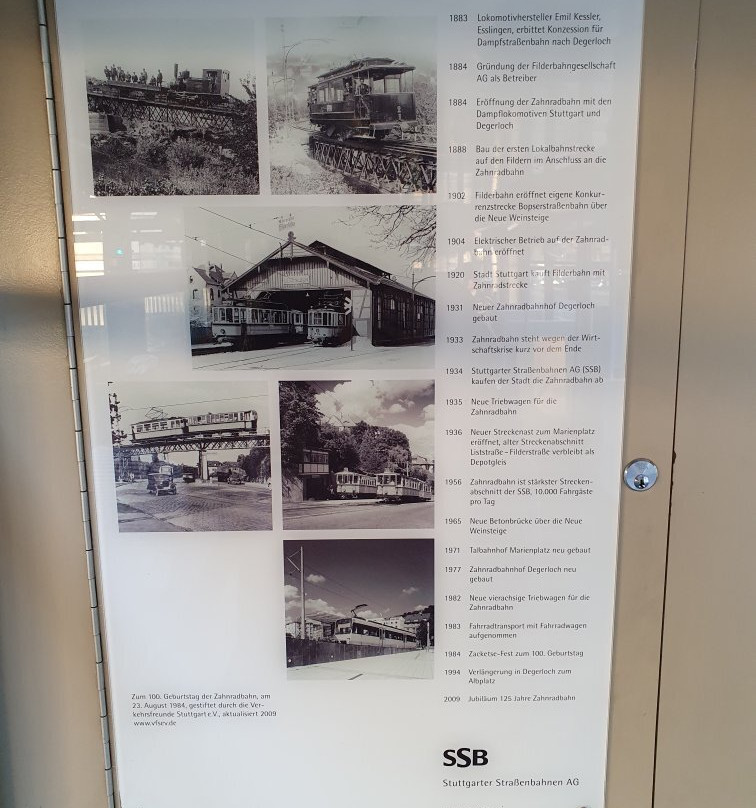 1883 Lokomotivhersteller Emil Kessler,
Esslingen, erbittet Konzession für
Dampfstraßenbahn nach Degerloch
1884 Gründung der Filderbahngesellschaft
AG als Betreiber
1884 Eröffnung der Zahnradbahn mit den
Dampflokomotiven Stuttgart und
Degerloch
1888 Bau der ersten Lokalbahnstrecke
auf den Fildern im Anschluss an die
Zahnradbahn
1902 Filderbahn eröffnet eigene Konkur-
renzstrecke Bopserstraßenbahn über
die Neue Weinsteige
1904 Elektrischer Betrieb auf der Zahnrad-
bahn eröffnet
1920 Stadt Stuttgart kauft Filderbahn mit
Zahnradstrecke
1931 Neuer Zahnradbahnhof Degerloch
gebaut
1933 Zahnradbahn steht wegen der Wirt-
schaftskrise kurz vor dem Ende
1934 Stuttgarter Straßenbahnen AG (SSB)
kaufen der Stadt die Zahnradbahn ab
1935 Neue Triebwagen für die
Zahnradbahn
1936 Neuer Streckenast zum Marienplatz
eröffnet, alter Streckenabschnitt
Liststraße – Filderstraße verbleibt als
Depotgleis
1956 Zahnradbahn ist stärkster Strecken-
abschnitt der SSB, 10.000 Fahrgäste
pro Tag
1965 Neue Betonbrücke über die Neue
Weinsteige
1971 Talbahnhof Marienplatz neu gebaut
1977 Zahnradbahnhof Degerloch neu
gebaut
1982 Neue vierachsige Triebwagen für die
Zahnradbahn
1983 Fahrradtransport mit Fahrradwagen
aufgenommen
1984 Zacketse-Fest zum 100. Geburtstag
1994 Verlängerung in Degerloch zum
Albplatz
2009 Jubiläum 125 Jahre Zahnradbahn
Zum 100. Geburtstag der Zahnradbahn, am
23. August 1984, gestiftet durch die Ver-
kehrsfreunde Stuttgart e.V., aktualisiert 2009
www.vfsev.de
SSB
Stuttgarter Straßenbahnen AG